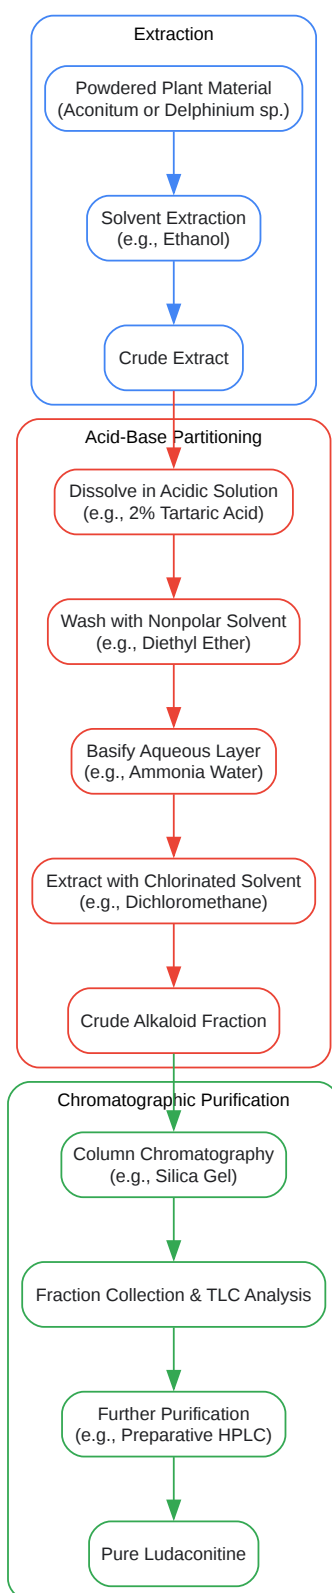 Extraction
Powdered Plant Material
(Aconitum or Delphinium sp.)
Solvent Extraction
(e.g., Ethanol)
Crude Extract
Acid-Base Partitioning
Dissolve in Acidic Solution
(e.g., 2% Tartaric Acid)
Wash with Nonpolar Solvent
(e.g., Diethyl Ether)
Basify Aqueous Layer
(e.g., Ammonia Water)
Extract with Chlorinated Solvent
(e.g., Dichloromethane)
Crude Alkaloid Fraction
Chromatographic Purification
Column Chromatography
(e.g., Silica Gel)
Fraction Collection & TLC Analysis
Further Purification
(e.g., Preparative HPLC)
Pure Ludaconitine